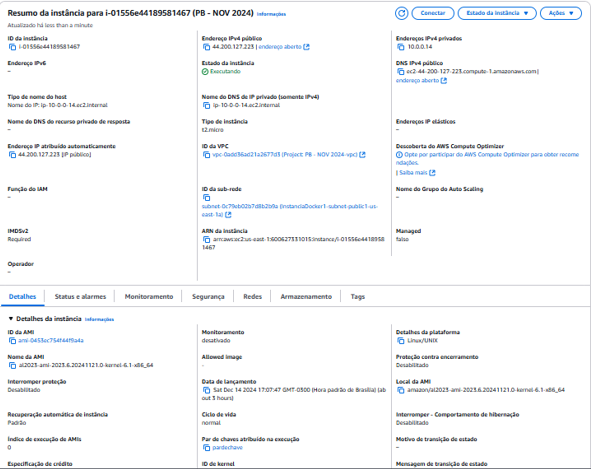 Resumo da instância para i-01556e44189581467 (PB - NOV 2024) Informações
Atualizado há less than a minute
Conectar
Estado da instância
Ações
ID da instância
i-01556e44189581467
Endereço IPv4 público
44.200.127.223 | endereço aberto
Endereços IPv4 privados
10.0.0.14
Endereço IPv6
–
Estado da instância
Executando
DNS IPv4 público
ec2-44-200-127-223.compute-1.amazonaws.com |
endereço aberto
Tipo de nome do host
Nome do IP: ip-10-0-0-14.ec2.internal
Nome do DNS de IP privado (somente IPv4)
ip-10-0-0-14.ec2.internal
Nome do DNS do recurso privado de resposta
–
Tipo de instância
t2.micro
Endereços IP elásticos
–
Endereço IP atribuído automaticamente
44.200.127.223 [IP público]
ID da VPC
vpc-0add36ad21a2677d3 (Project: PB - NOV 2024-vpc)
Descoberta do AWS Compute Optimizer
Opte por participar do AWS Compute Optimizer para obter recome
ndações.
| Saiba mais
Função do IAM
–
ID da sub-rede
subnet-0c79eb02b7d8b2b9a (InstanciaDocker1-subnet-public1-us-
east-1a)
Nome do Grupo do Auto Scaling
–
IMDSv2
Required
ARN da instância
arn:aws:ec2:us-east-1:600627331015:instance/i-01556e4418958
1467
Managed
false
Operador
–
Detalhes
Status e alarmes
Monitoramento
Segurança
Redes
Armazenamento
Tags
Detalhes da instância Informações
ID da AMI
ami-0453ec754f44f9a4a
Monitoramento
desativado
Detalhes da plataforma
Linux/UNIX
Nome da AMI
al2023-ami-2023.6.20241121.0-kernel-6.1-x86_64
Allowed image
-
Proteção contra encerramento
Desabilitado
Interromper proteção
Desabilitado
Data de lançamento
Sat Dec 14 2024 17:07:47 GMT-0300 (Hora padrão de Brasília) (ab
out 3 hours)
Local da AMI
amazon/al2023-ami-2023.6.20241121.0-kernel-6.1-x86_64
Recuperação automática de instância
Padrão
Ciclo de vida
normal
Interromper - Comportamento de hibernação
Desabilitado
Índice de execução de AMIs
0
Par de chaves atribuído na execução
pardechave
Motivo de transição de estado
–
Especificação de crédito
ID de kernel
Mensagem de transição de estado